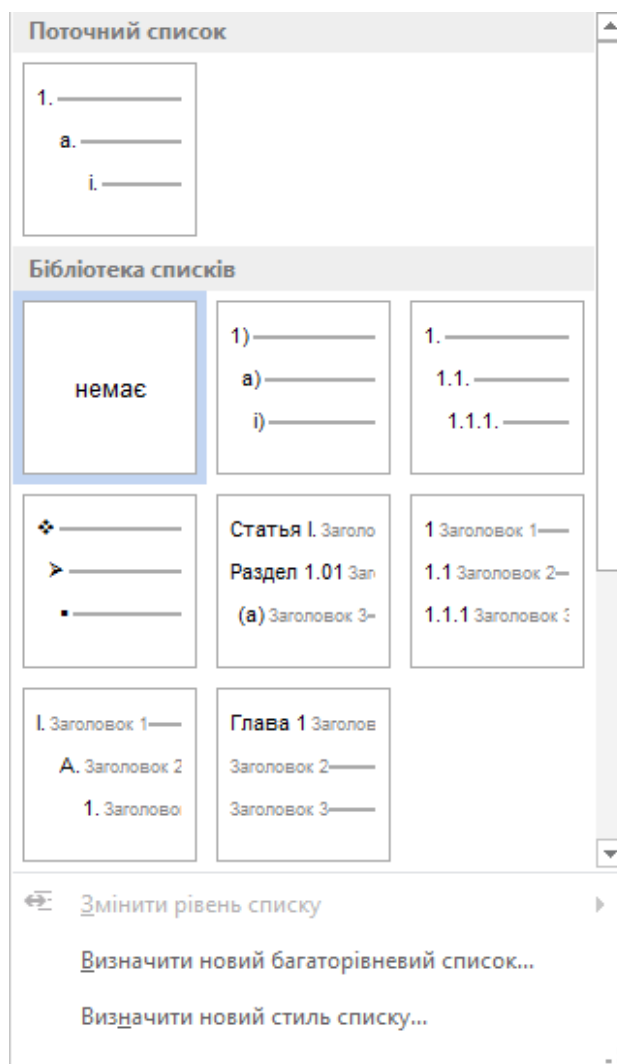 Поточний список
1.
a.
i.
Бібліотека списків
немає
1)
a)
i)
1.
1.1.
1.1.1.
Статья I. Заголо
Раздел 1.01 Заг
(a) Заголовок 3
1 Заголовок 1
1.1 Заголовок 2
1.1.1 Заголовок 3
I. Заголовок 1
A. Заголовок 2
1. Заголово
Глава 1 Заголов
Заголовок 2
Заголовок 3
Змінити рівень списку
Визначити новий багаторівневий список...
Визначити новий стиль списку...